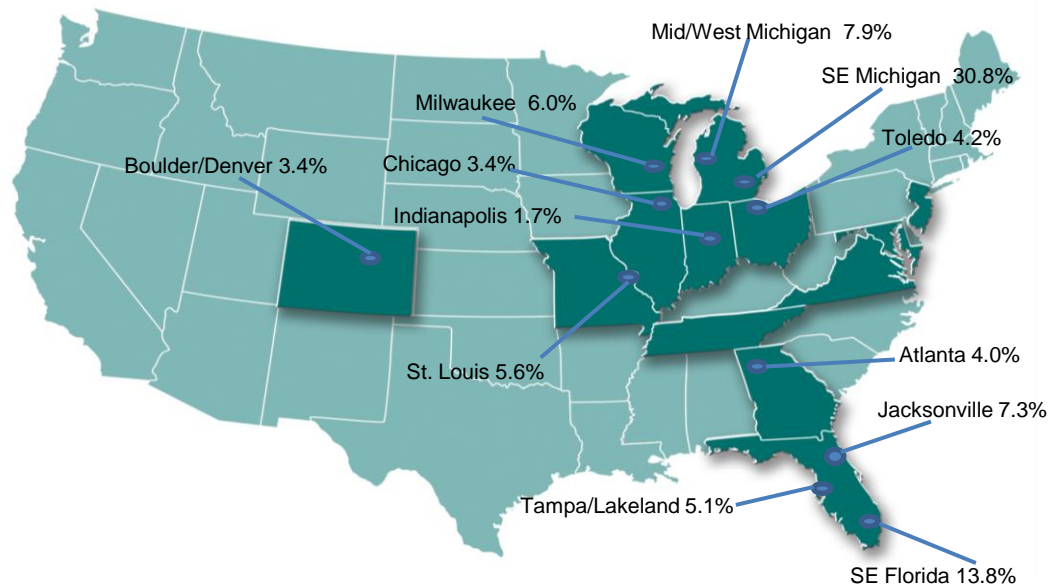 Mid/West Michigan 7.9%
SE Michigan 30.8%
Milwaukee 6.0%
Toledo 4.2%
Boulder/Denver 3.4%
Chicago 3.4%
Indianapolis 1.7%
St. Louis 5.6%
Atlanta 4.0%
Jacksonville 7.3%
Tampa/Lakeland 5.1%
SE Florida 13.8%